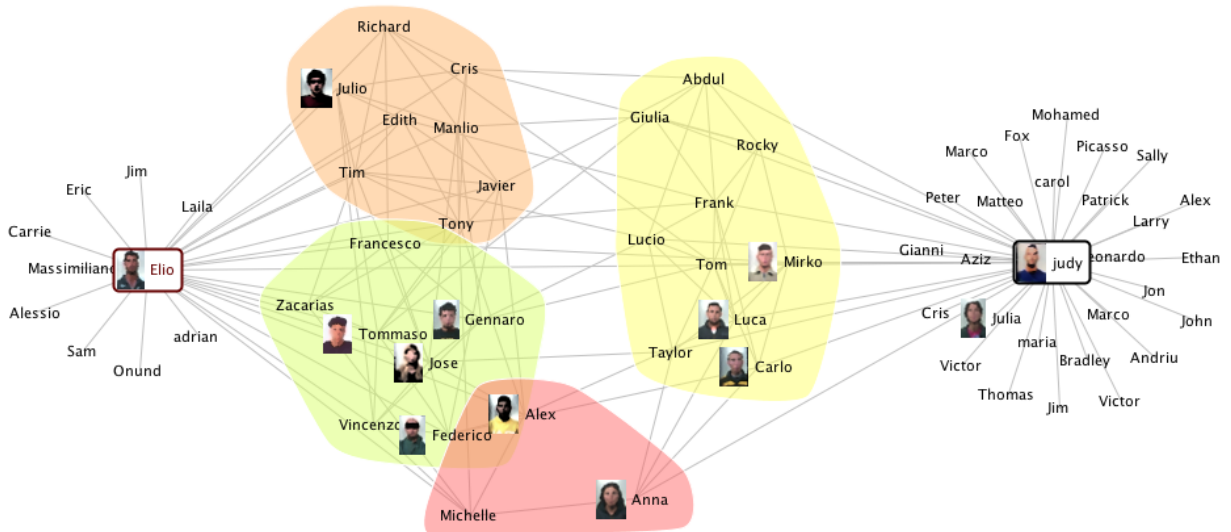 Richard
Cris
Julio
Edith
Manlio
Tim
Javier
Tony
Abdul
Giulia
Rocky
Frank
Lucio
Tom
Mirko
Luca
Taylor
Carlo
Jim
Eric
Laila
Carrie
Massimiliano
Elio
Alessio
adrian
Sam
Onund
Francesco
Zacarias
Tommaso
Gennaro
Jose
Vincenzo
Federico
Alex
Michelle
Anna
Mohamed
Fox
Marco
Picasso
Sally
carol
Peter
Matteo
Patrick
Alex
Larry
Gianni
Aziz
judy
eonardo
Ethan
Jon
Cris
Julia
Marco
John
maria
Victor
Bradley
Andriu
Thomas
Jim
Victor